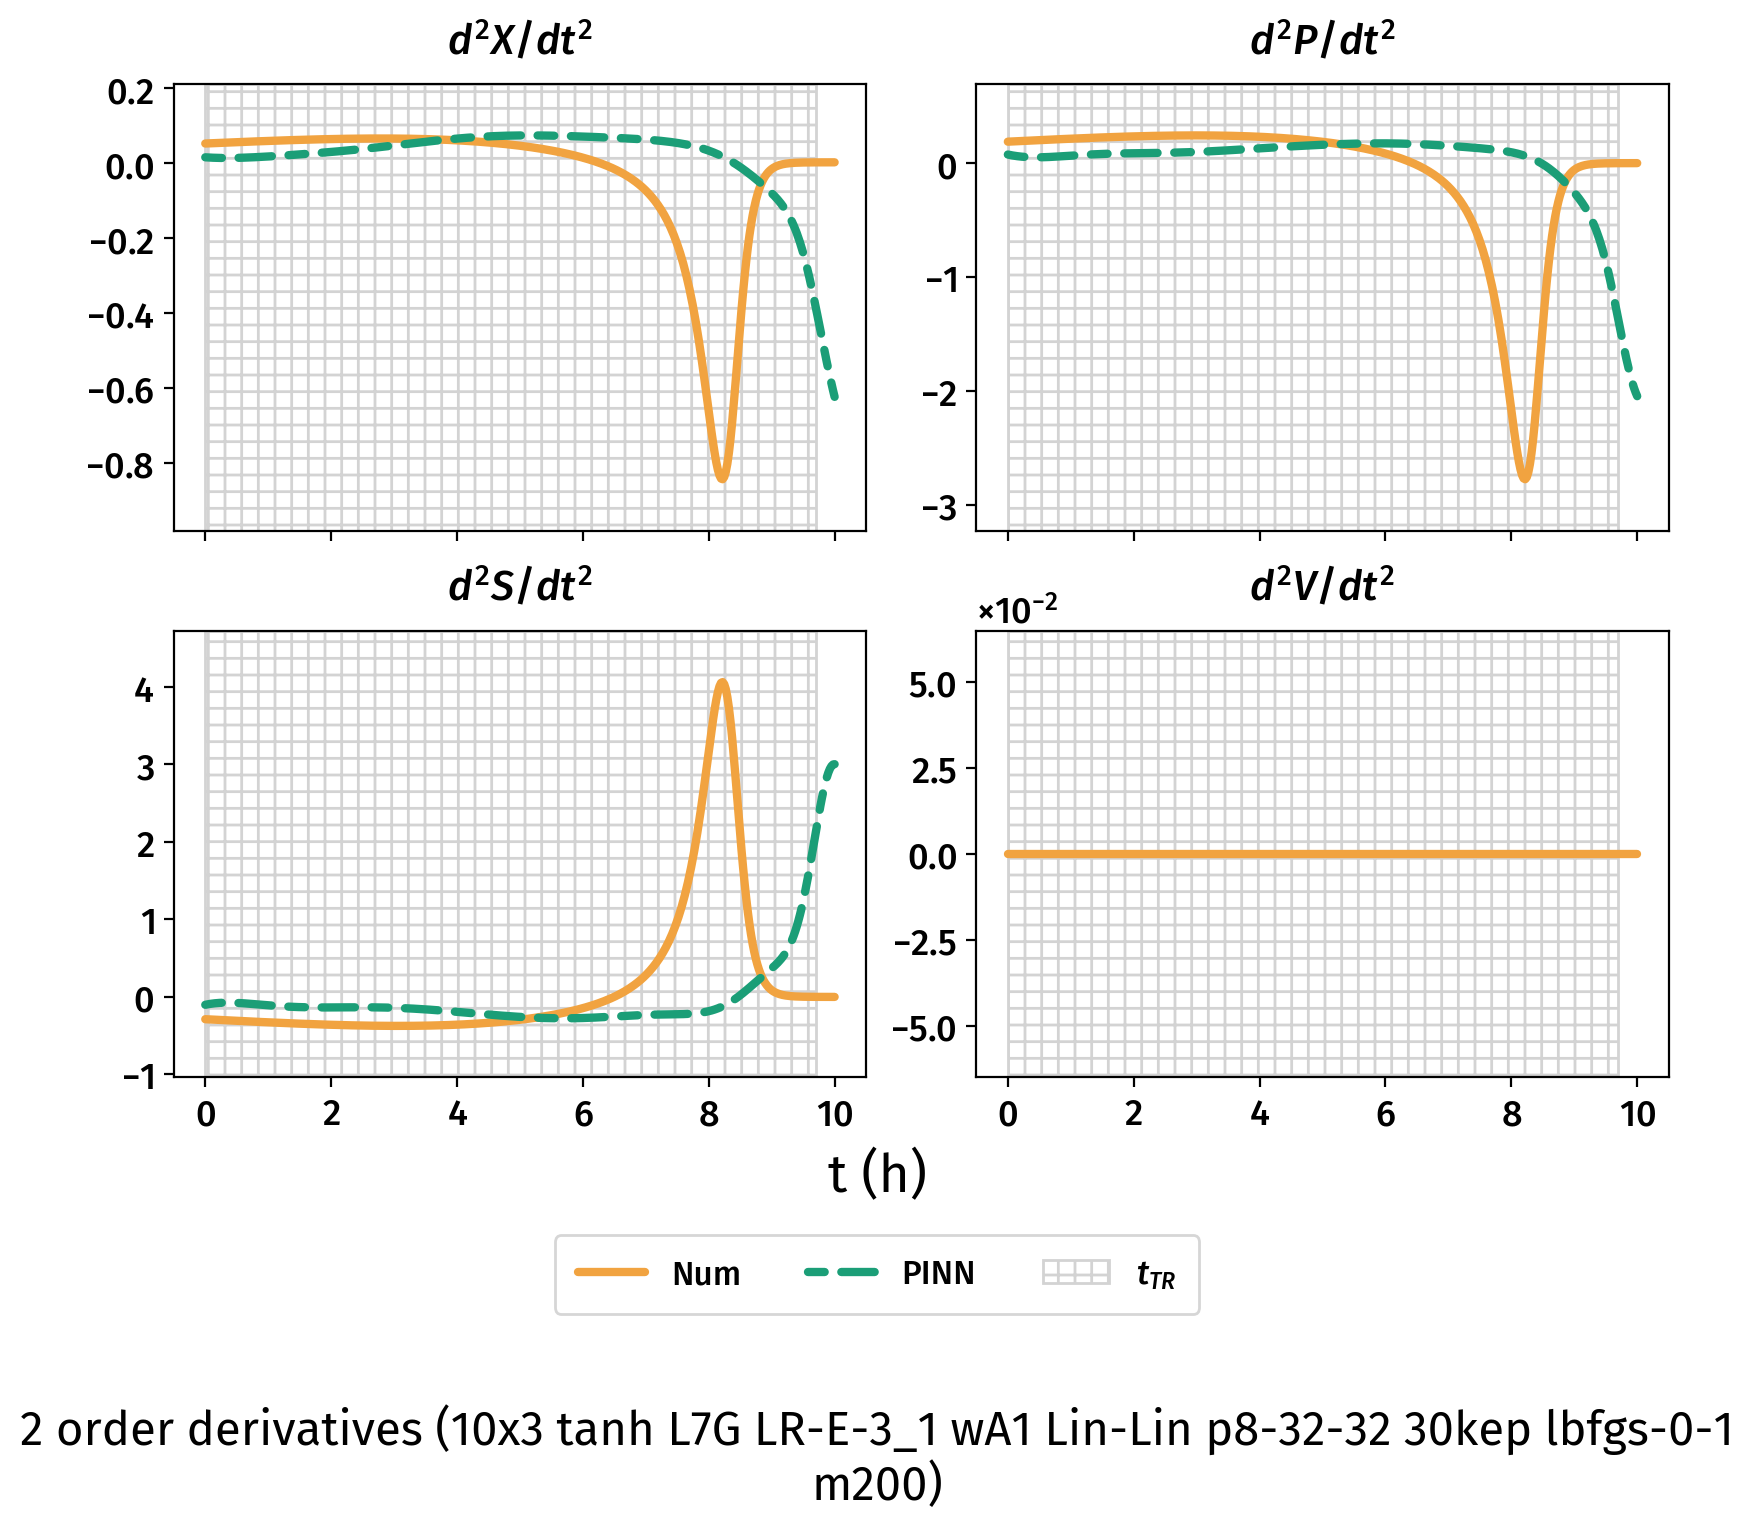 d²X/dt²
d²P/dt²
0.2
0.0
−0.2
−0.4
−0.6
−0.8
0
−1
−2
−3
d²S/dt²
d²V/dt²
×10⁻²
4
3
2
1
0
−1
5.0
2.5
0.0
−2.5
−5.0
0 2 4 6 8 10
0 2 4 6 8 10
t (h)
Num PINN t_TR
2 order derivatives (10x3 tanh L7G LR-E-3_1 wA1 Lin-Lin p8-32-32 30kep lbfgs-0-1
m200)